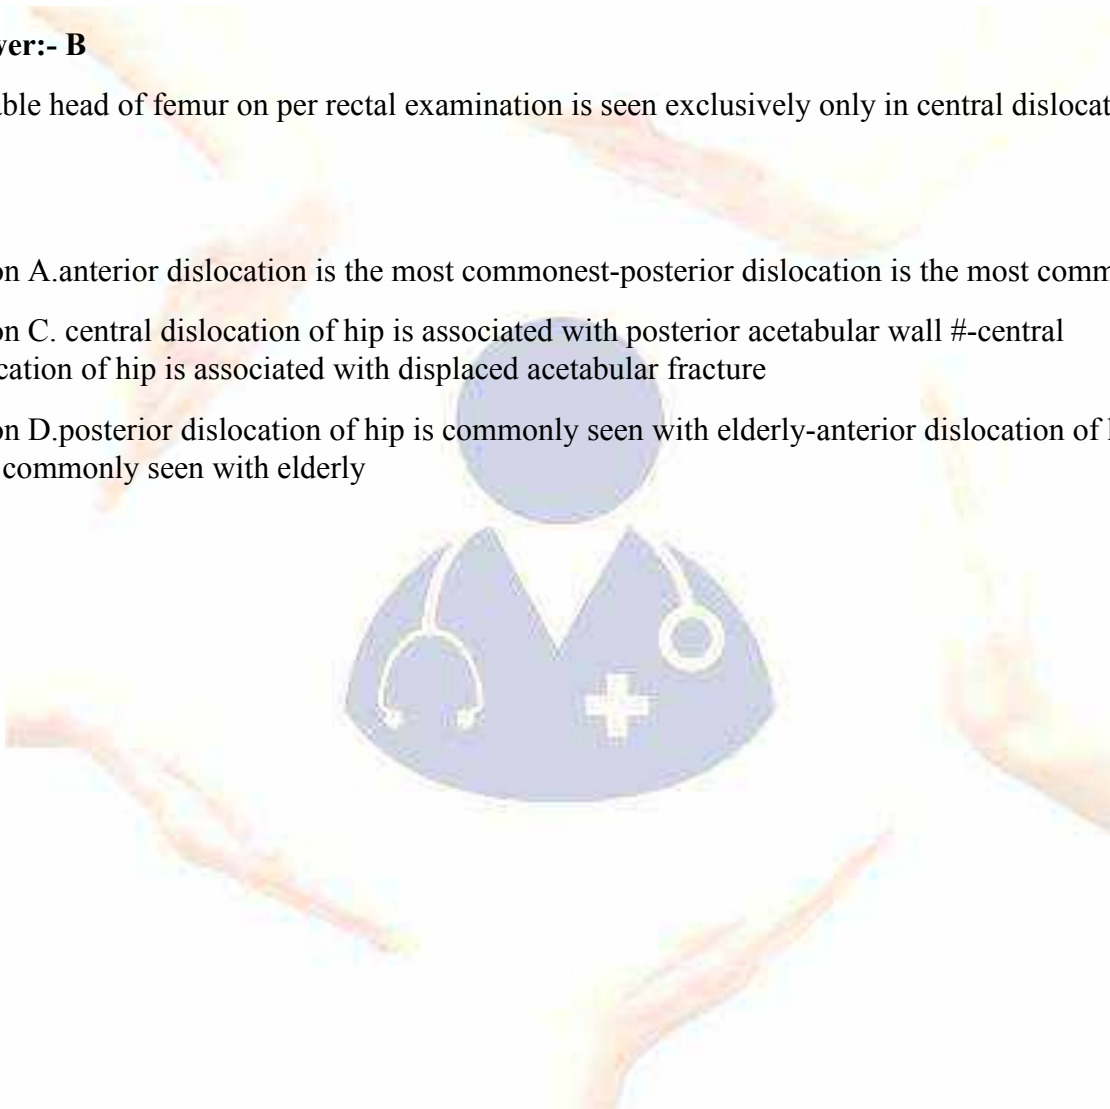 ver:- B
able head of femur on per rectal examination is seen exclusively only in central dislocat
on A.anterior dislocation is the most commonest-posterior dislocation is the most comm
on C. central dislocation of hip is associated with posterior acetabular wall #-central
cation of hip is associated with displaced acetabular fracture
on D.posterior dislocation of hip is commonly seen with elderly-anterior dislocation of
commonly seen with elderly